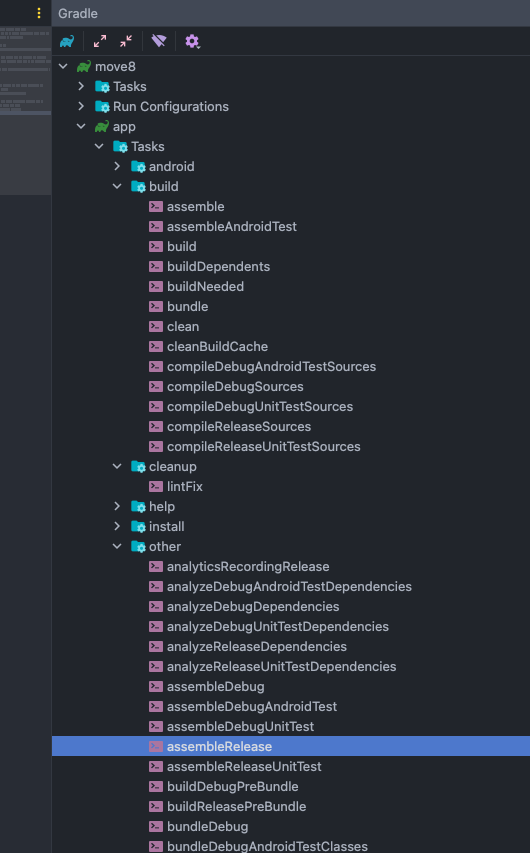 Gradle
move8
Tasks
Run Configurations
app
Tasks
android
build
assemble
assembleAndroidTest
build
buildDependents
buildNeeded
bundle
clean
cleanBuildCache
compileDebugAndroidTestSources
compileDebugSources
compileDebugUnitTestSources
compileReleaseSources
compileReleaseUnitTestSources
cleanup
lintFix
help
install
other
analyticsRecordingRelease
analyzeDebugAndroidTestDependencies
analyzeDebugDependencies
analyzeDebugUnitTestDependencies
analyzeReleaseDependencies
analyzeReleaseUnitTestDependencies
assembleDebug
assembleDebugAndroidTest
assembleDebugUnitTest
assembleRelease
assembleReleaseUnitTest
buildDebugPreBundle
buildReleasePreBundle
bundleDebug
bundleDebugAndroidTestClasses